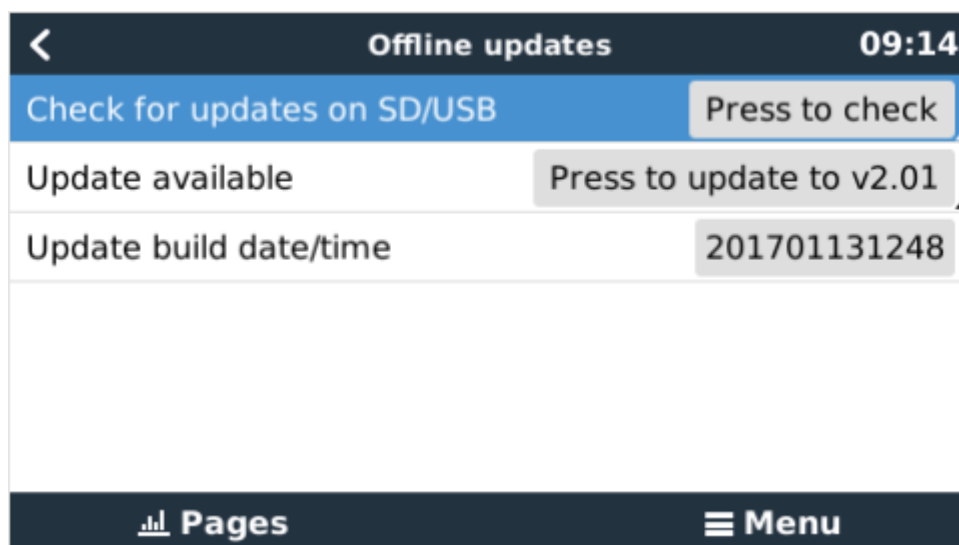 Offline updates 09:14
Check for updates on SD/USB Press to check
Update available Press to update to v2.01
Update build date/time 201701131248
Pages Menu